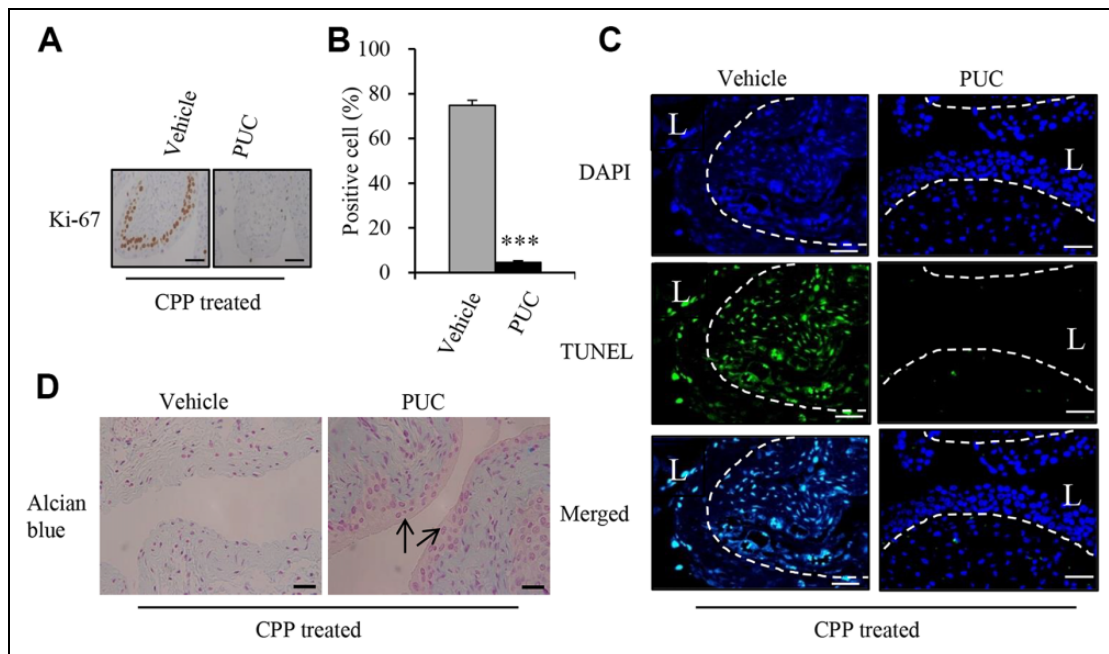 A
Vehicle
PUC
Ki-67
CPP treated
B
Positive cell (%)
100
80
60
40
20
0
***
Vehicle
PUC
C
Vehicle
PUC
DAPI
L
L
TUNEL
L
L
Merged
L
L
CPP treated
D
Vehicle
PUC
Alcian
blue
CPP treated